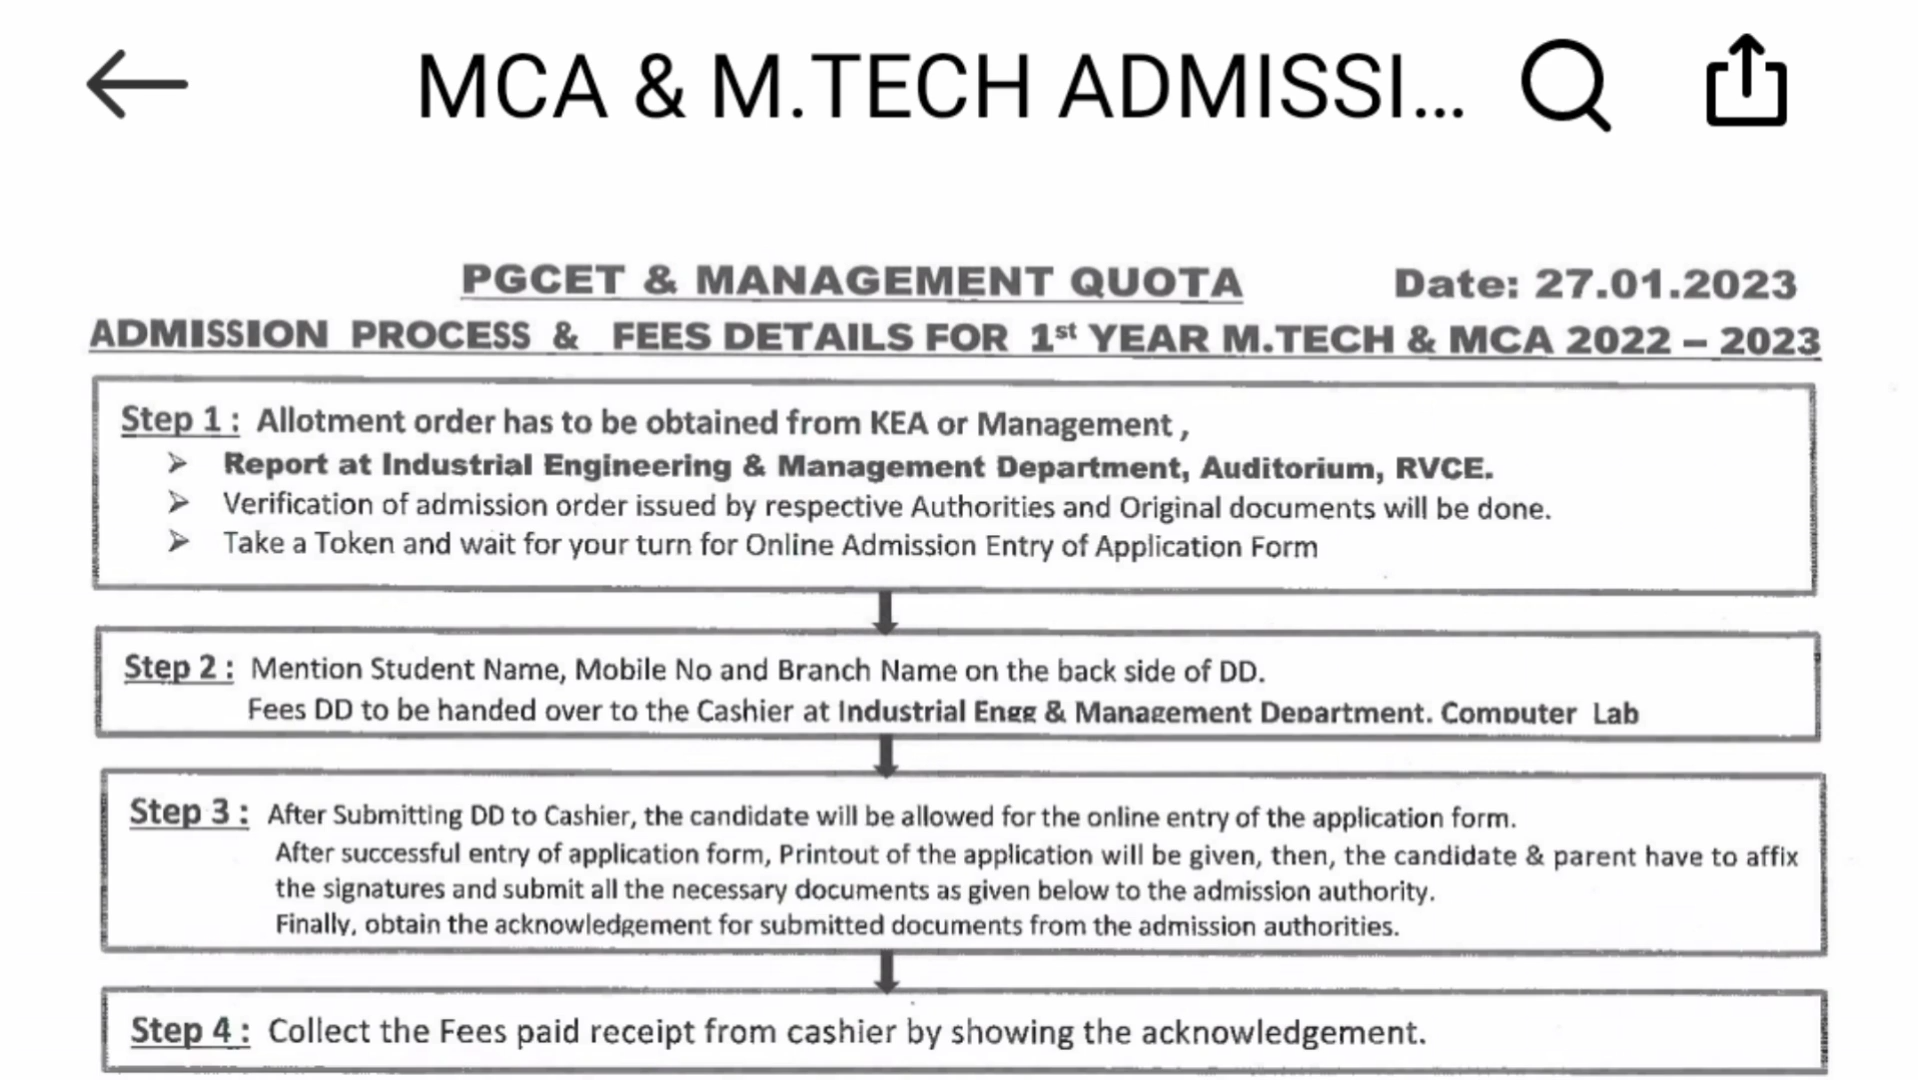 MCA & M.TECH ADMISSI...
PGCET & MANAGEMENT QUOTA Date: 27.01.2023
ADMISSION PROCESS & FEES DETAILS FOR 1st YEAR M.TECH & MCA 2022 – 2023
Step 1 : Allotment order has to be obtained from KEA or Management ,
➢ Report at Industrial Engineering & Management Department, Auditorium, RVCE.
➢ Verification of admission order issued by respective Authorities and Original documents will be done.
➢ Take a Token and wait for your turn for Online Admission Entry of Application Form
Step 2 : Mention Student Name, Mobile No and Branch Name on the back side of DD.
Fees DD to be handed over to the Cashier at Industrial Engg & Management Department. Computer Lab
Step 3 : After Submitting DD to Cashier, the candidate will be allowed for the online entry of the application form.
After successful entry of application form, Printout of the application will be given, then, the candidate & parent have to affix
the signatures and submit all the necessary documents as given below to the admission authority.
Finally, obtain the acknowledgement for submitted documents from the admission authorities.
Step 4 : Collect the Fees paid receipt from cashier by showing the acknowledgement.